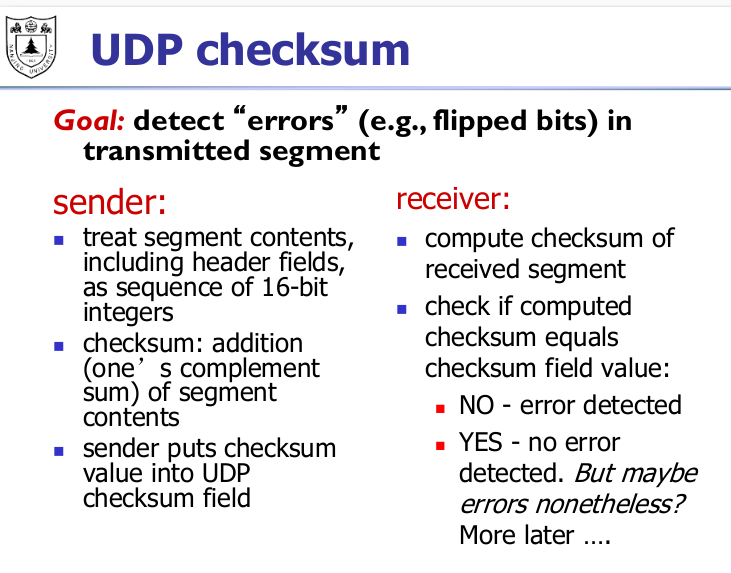 UDP checksum
Goal: detect “errors” (e.g., flipped bits) in
transmitted segment
sender:
treat segment contents,
including header fields,
as sequence of 16-bit
integers
checksum: addition
(one’s complement
sum) of segment
contents
sender puts checksum
value into UDP
checksum field
receiver:
compute checksum of
received segment
check if computed
checksum equals
checksum field value:
NO - error detected
YES - no error
detected. But maybe
errors nonetheless?
More later ….